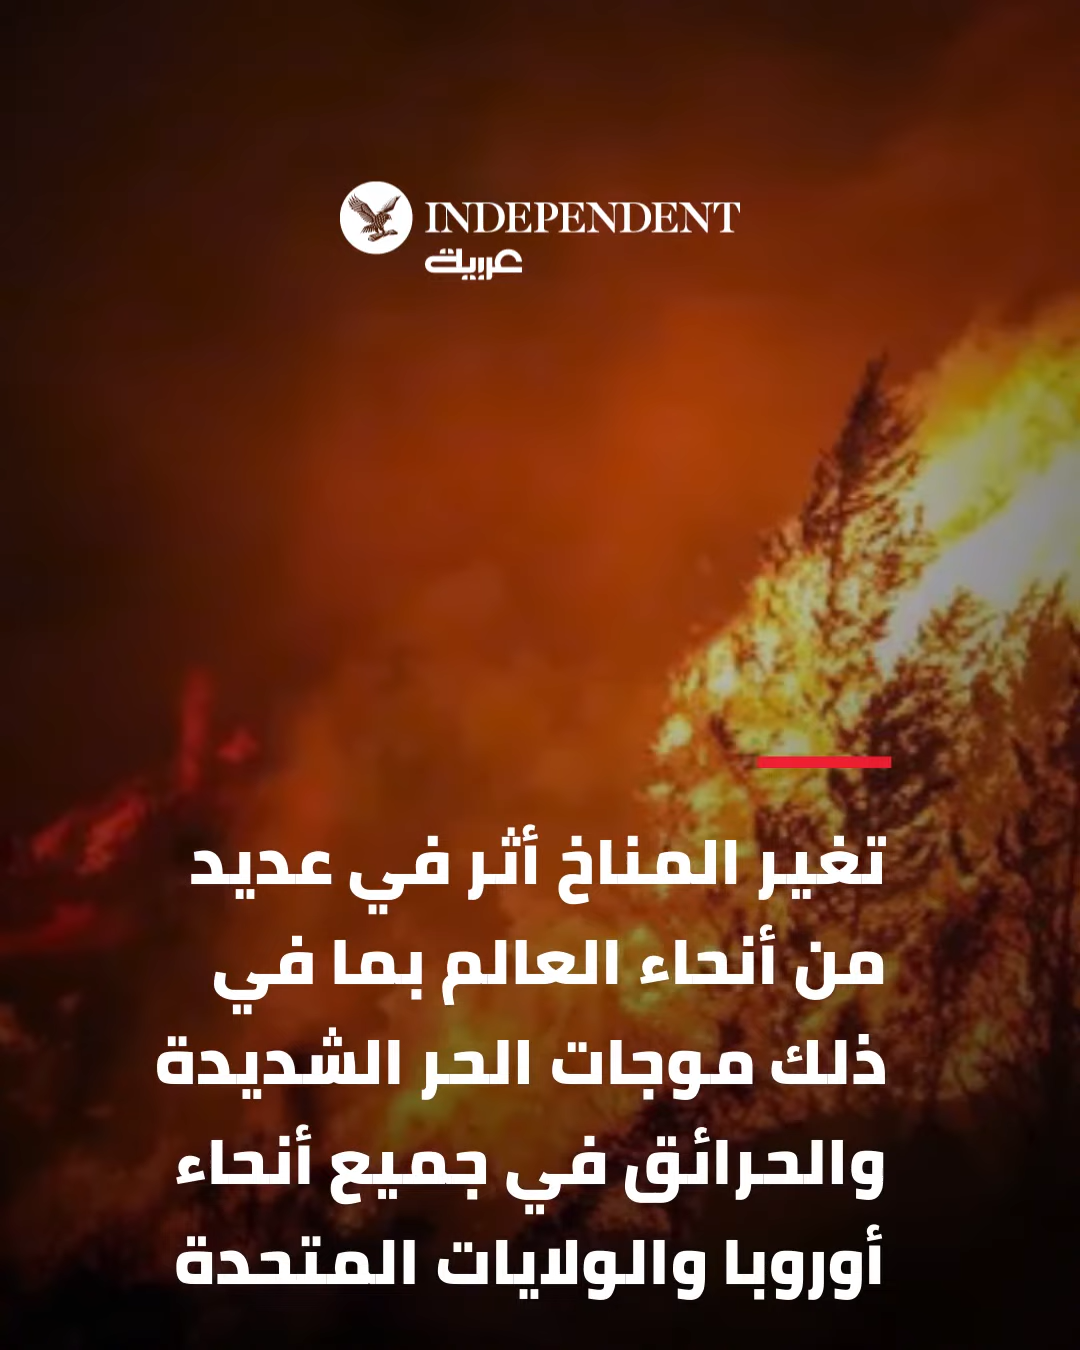 INDEPENDENT
عربية
تغير المناخ أثر في عديد
من أنحاء العالم بما في
ذلك موجات الحر الشديدة
والحرائق في جميع أنحاء
أوروبا والولايات المتحدة